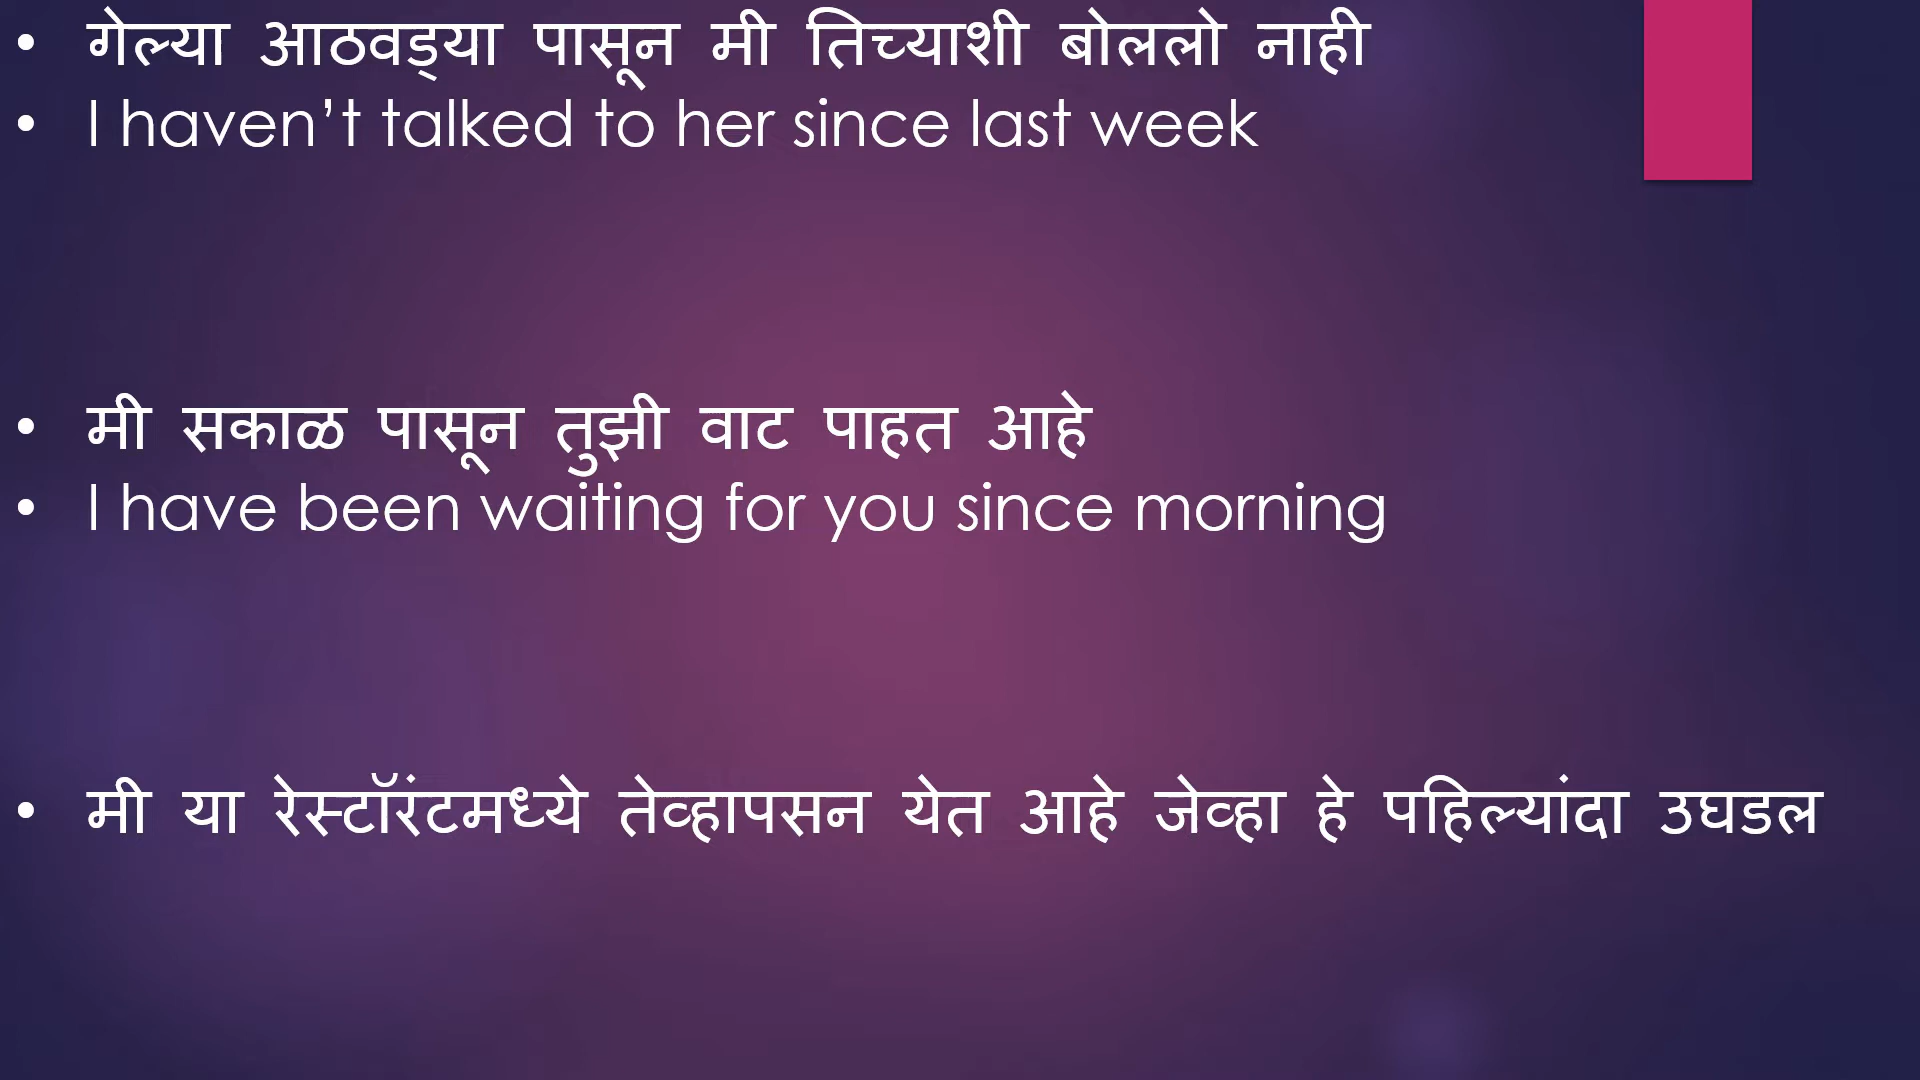 • गेल्या आठवड्या पासून मी तिच्याशी बोललो नाही
• I haven’t talked to her since last week
• मी सकाळ पासून तुझी वाट पाहत आहे
• I have been waiting for you since morning
• मी या रेस्टॉरंटमध्ये तेव्हापसन येत आहे जेव्हा हे पहिल्यांदा उघडल